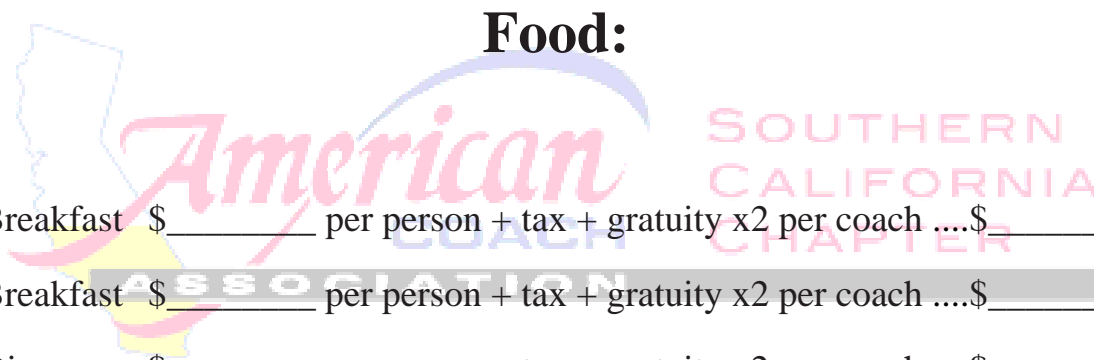 Food:
American
COACH
ASSOCIATION
SOUTHERN
CALIFORNIA
CHAPTER
Breakfast $________ per person + tax + gratuity x2 per coach ....$______
Breakfast $________ per person + tax + gratuity x2 per coach ....$______